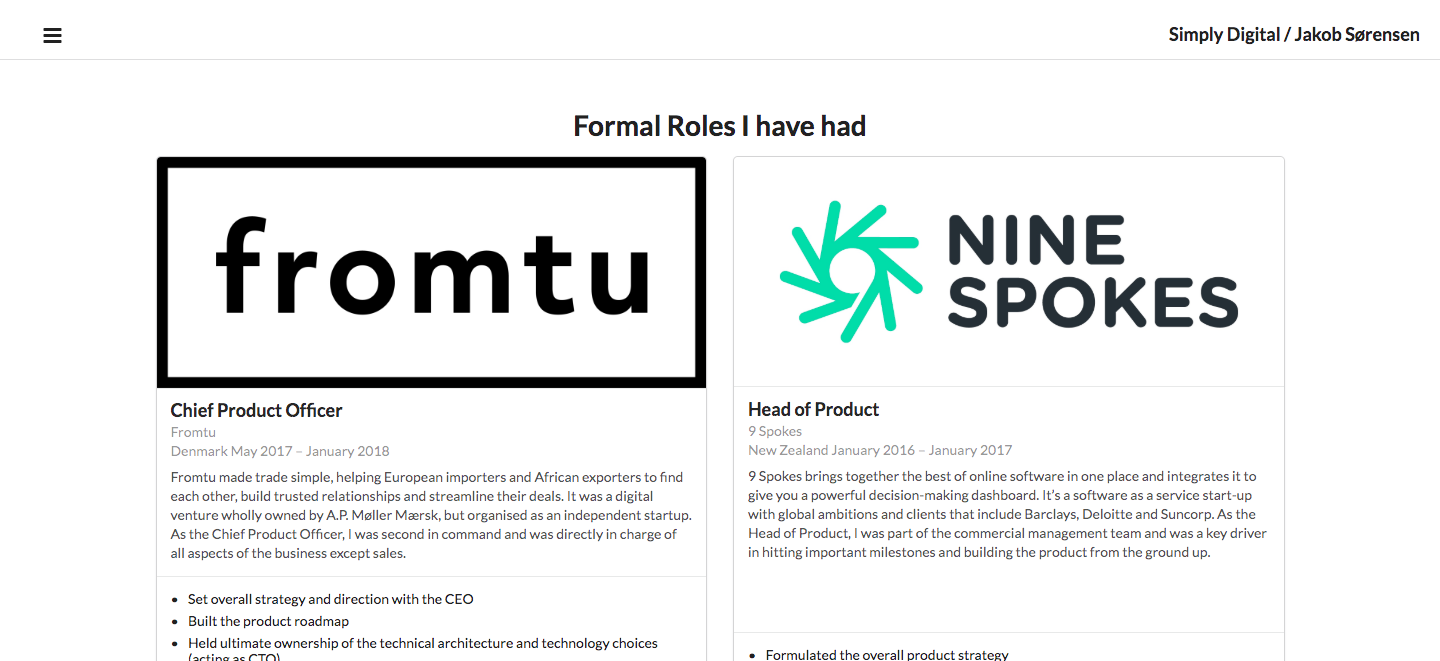 Simply Digital / Jakob Sørensen
Formal Roles I have had
fromtu
Chief Product Officer
Fromtu
Denmark May 2017 – January 2018
Fromtu made trade simple, helping European importers and African exporters to find
each other, build trusted relationships and streamline their deals. It was a digital
venture wholly owned by A.P. Møller Mærsk, but organised as an independent startup.
As the Chief Product Officer, I was second in command and was directly in charge of
all aspects of the business except sales.
• Set overall strategy and direction with the CEO
• Built the product roadmap
• Held ultimate ownership of the technical architecture and technology choices
(acting as CTO)
NINE
SPOKES
Head of Product
9 Spokes
New Zealand January 2016 – January 2017
9 Spokes brings together the best of online software in one place and integrates it to
give you a powerful decision-making dashboard. It's a software as a service start-up
with global ambitions and clients that include Barclays, Deloitte and Suncorp. As the
Head of Product, I was part of the commercial management team and was a key driver
in hitting important milestones and building the product from the ground up.
• Formulated the overall product strategy